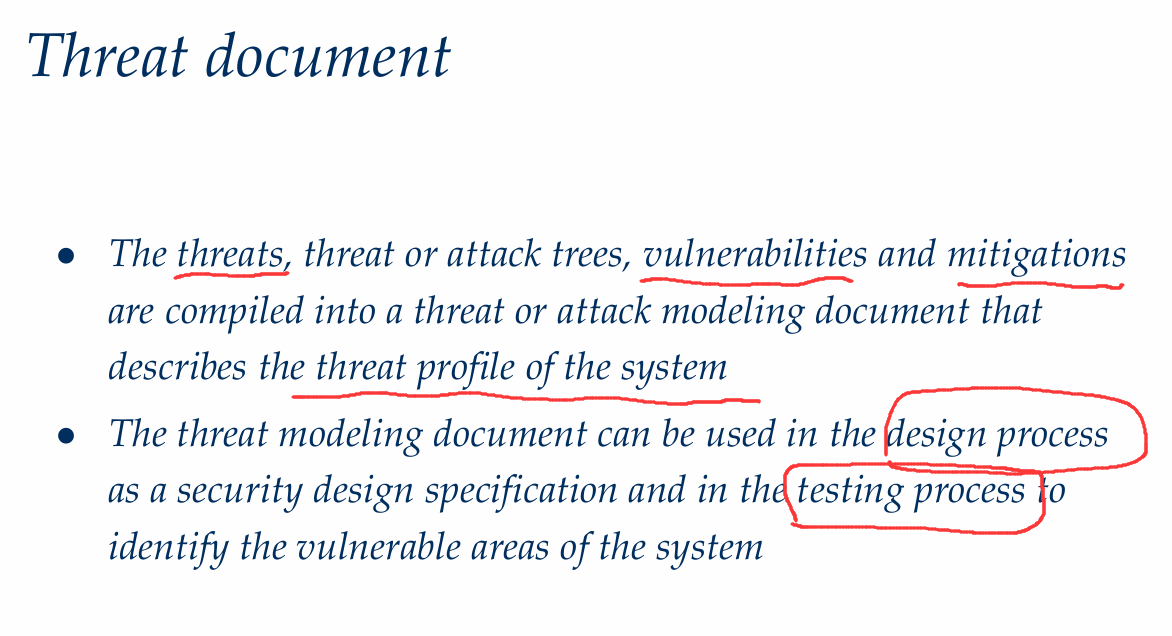 Threat document
● The threats, threat or attack trees, vulnerabilities and mitigations
are compiled into a threat or attack modeling document that
describes the threat profile of the system
● The threat modeling document can be used in the design process
as a security design specification and in the testing process to
identify the vulnerable areas of the system